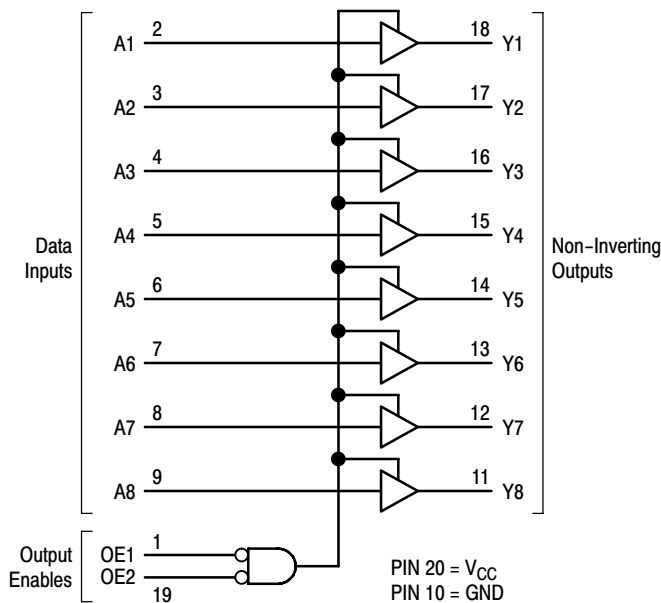 A1 2 18 Y1
A2 3 17 Y2
A3 4 16 Y3
A4 5 15 Y4
Data
Inputs
Non−Inverting
Outputs
A5 6 14 Y5
A6 7 13 Y6
A7 8 12 Y7
A8 9 11 Y8
Output
Enables
OE1 1
OE2 19
PIN 20 = VCC
PIN 10 = GND